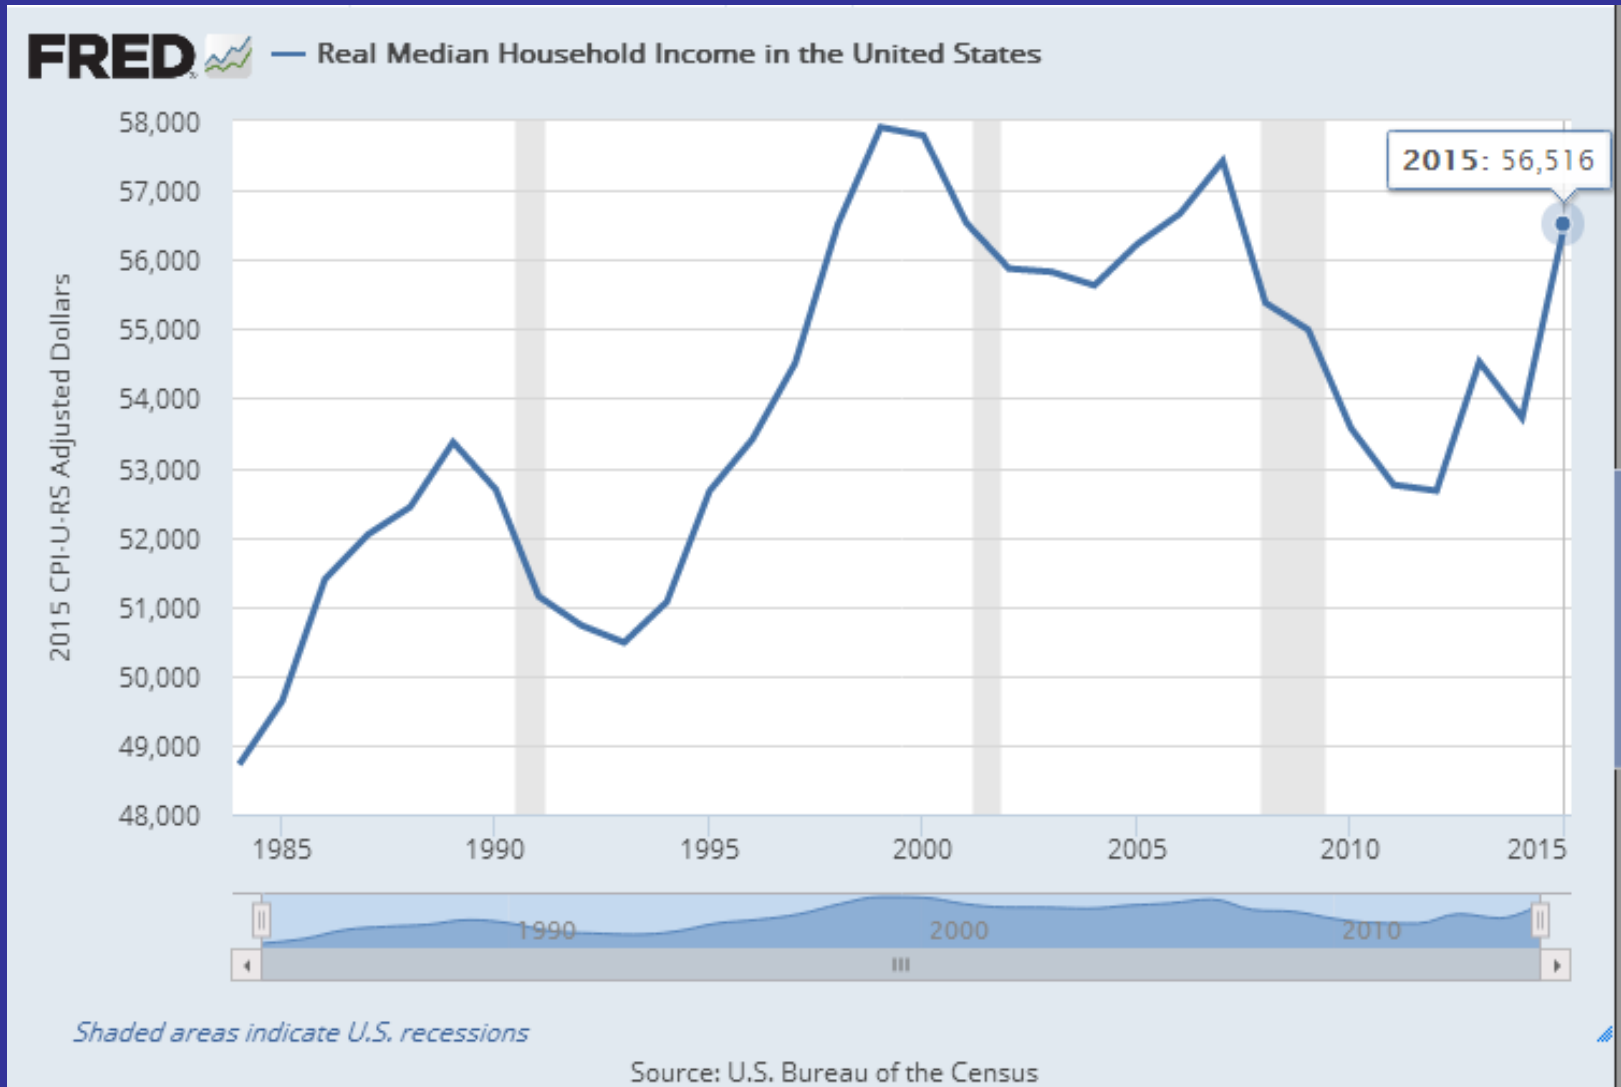 FRED
Real Median Household Income in the United States
58,000
57,000
56,000
55,000
54,000
53,000
52,000
51,000
50,000
49,000
48,000
2015 CPI-U-RS Adjusted Dollars
2015: 56,516
1985 1990 1995 2000 2005 2010 2015
1990 2000 2010
Shaded areas indicate U.S. recessions
Source: U.S. Bureau of the Census